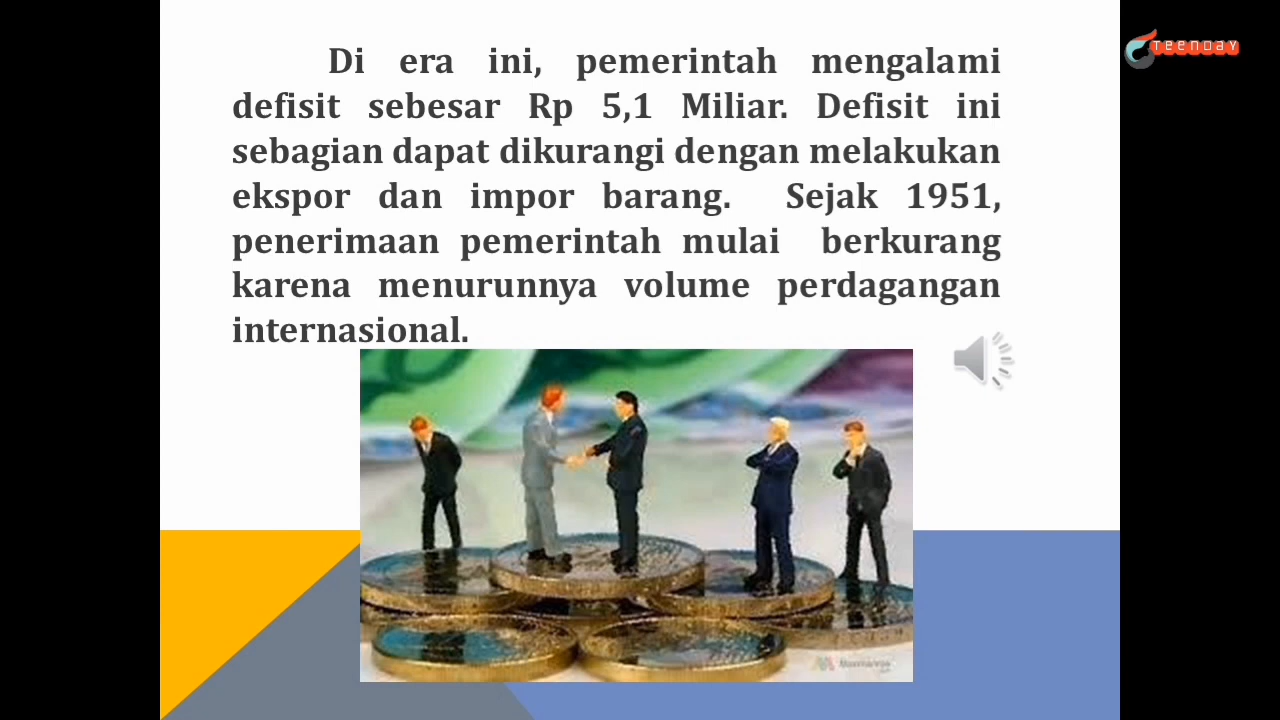 Di era ini, pemerintah mengalami
defisit sebesar Rp 5,1 Miliar. Defisit ini
sebagian dapat dikurangi dengan melakukan
ekspor dan impor barang. Sejak 1951,
penerimaan pemerintah mulai berkurang
karena menurunnya volume perdagangan
internasional.
TEENDAY